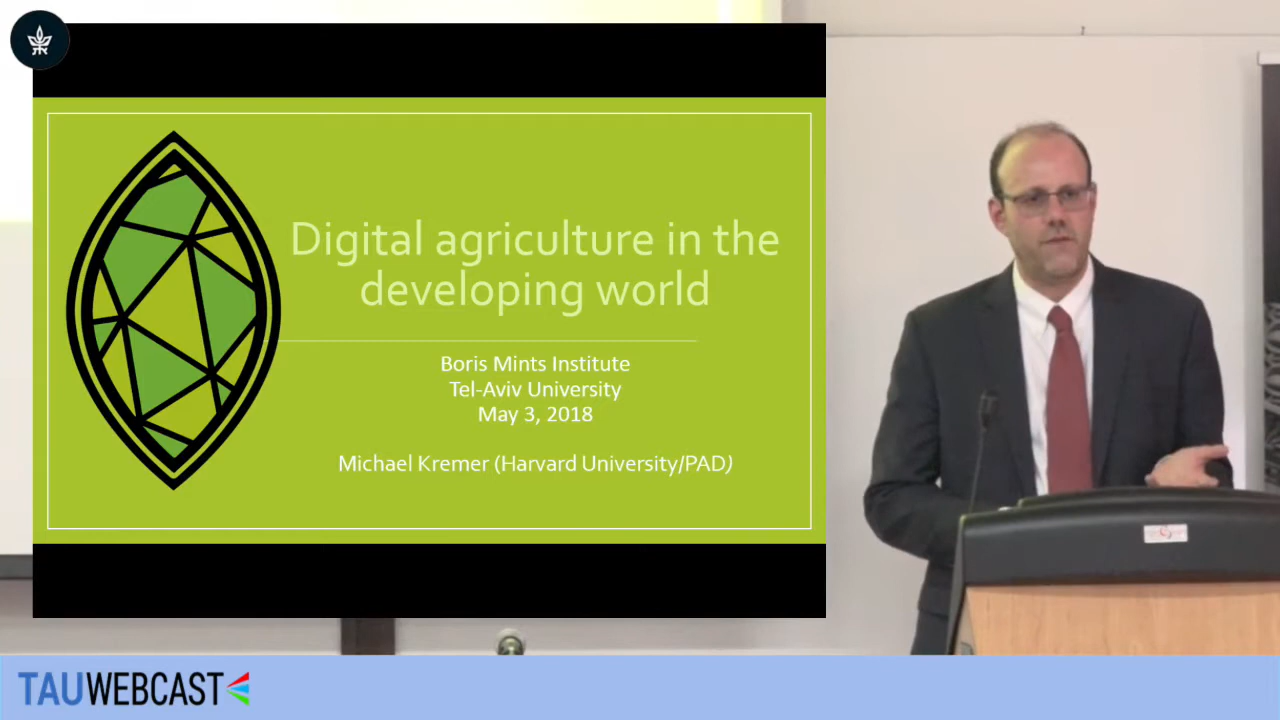 Digital agriculture in the
developing world
Boris Mints Institute
Tel-Aviv University
May 3, 2018
Michael Kremer (Harvard University/PAD)
TAUWEBCAST